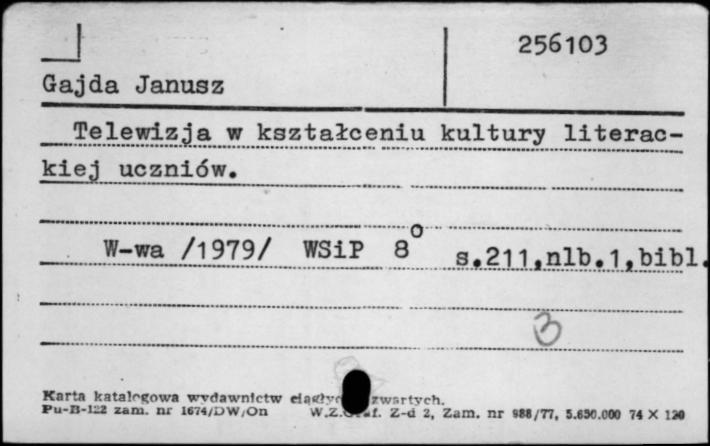 256103
Gajda Janusz
Telewizja w kształceniu kultury literac-
kiej uczniów.
W-wa /1979/ WSiP 8° s.211,nlb.1,bibl.
3
Karta katalogowa wydawnictw zwartych.
Pu-B-122 zam. nr 1674/DW/On W.Z. Z-d 2, Zam. nr 988/77, 5.650.000 74 X 120